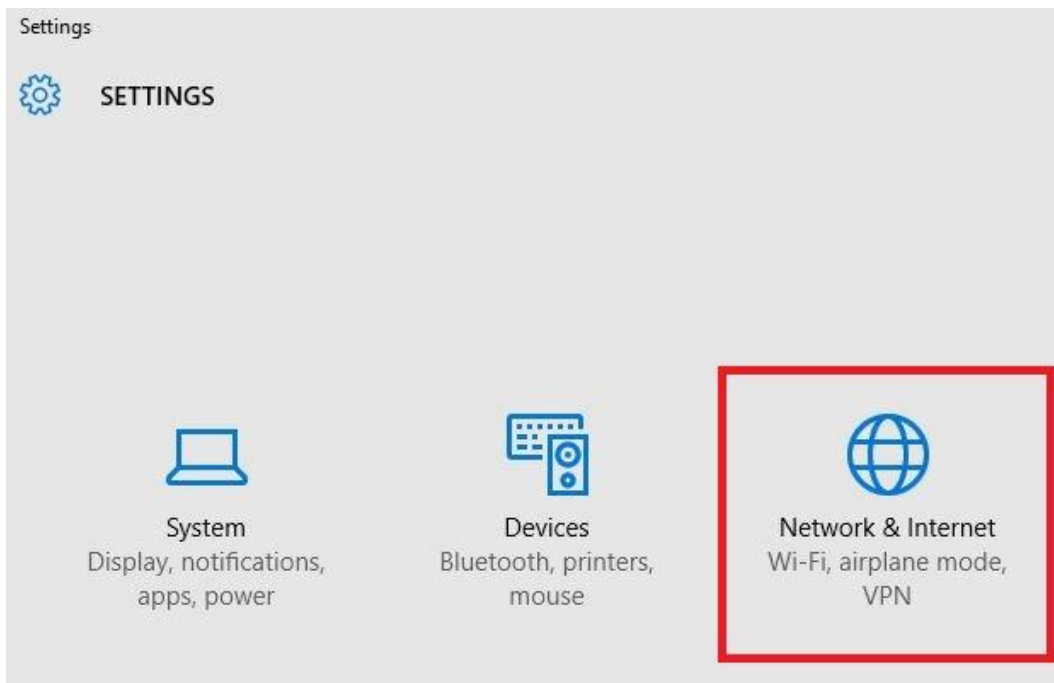 Settings
SETTINGS
System
Display, notifications,
apps, power
Devices
Bluetooth, printers,
mouse
Network & Internet
Wi-Fi, airplane mode,
VPN